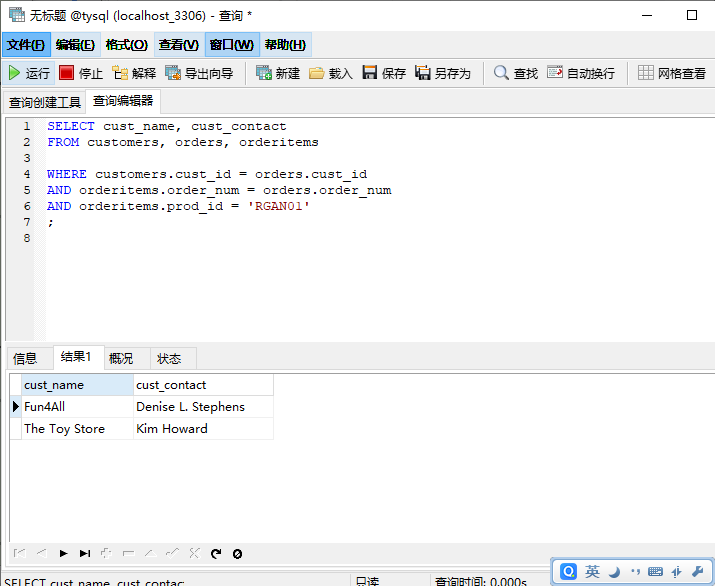 无标题 @tysql (localhost_3306) - 查询 *
文件(F) 编辑(E) 格式(O) 查看(V) 窗口(W) 帮助(H)
运行 停止 解释 导出向导 新建 载入 保存 另存为 查找 自动换行 网格查看
查询创建工具 查询编辑器
1 SELECT cust_name, cust_contact
2 FROM customers, orders, orderitems
3
4 WHERE customers.cust_id = orders.cust_id
5 AND orderitems.order_num = orders.order_num
6 AND orderitems.prod_id = 'RGAN01'
7 ;
8
信息 结果1 概况 状态
cust_name cust_contact
Fun4All Denise L. Stephens
The Toy Store Kim Howard
SELECT cust_name, cust_contac 只读 查询时间: 0.000s
英